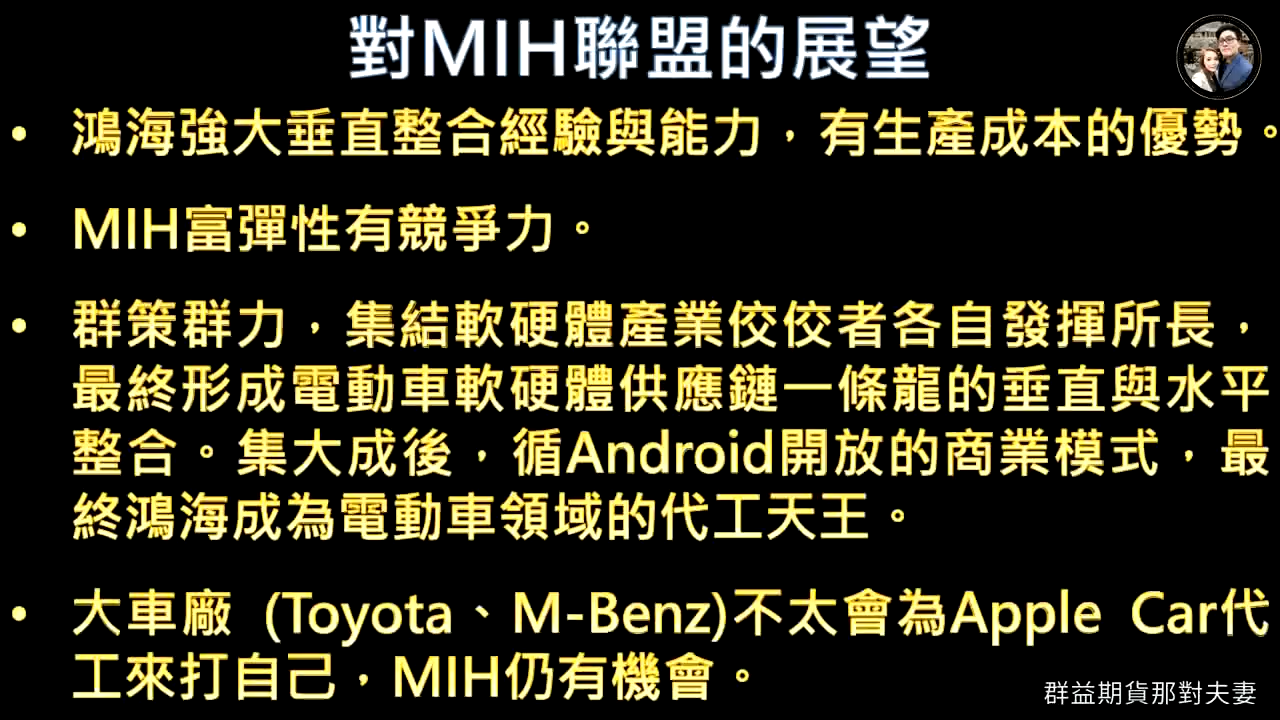 對MIH聯盟的展望
• 鴻海強大垂直整合經驗與能力，有生產成本的優勢。
• MIH富彈性有競爭力。
• 群策群力，集結軟硬體產業佼佼者各自發揮所長，
最終形成電動車軟硬體供應鏈一條龍的垂直與水平
整合。集大成後，循Android開放的商業模式，最
終鴻海成為電動車領域的代工天王。
• 大車廠 (Toyota、M-Benz)不太會為Apple Car代
工來打自己，MIH仍有機會。
群益期貨那對夫妻